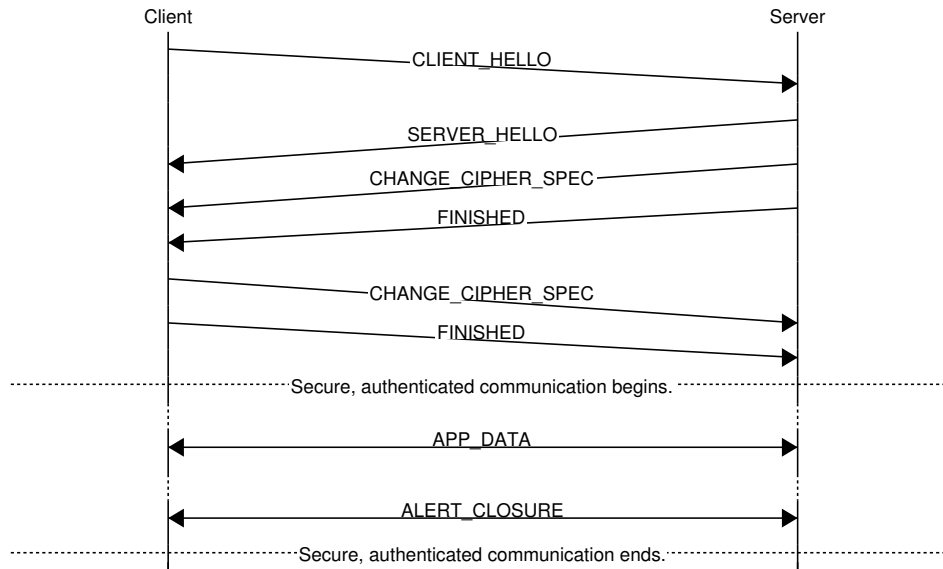 Client Server
CLIENT_HELLO
SERVER_HELLO
CHANGE_CIPHER_SPEC
FINISHED
CHANGE_CIPHER_SPEC
FINISHED
Secure, authenticated communication begins.
APP_DATA
ALERT_CLOSURE
Secure, authenticated communication ends.